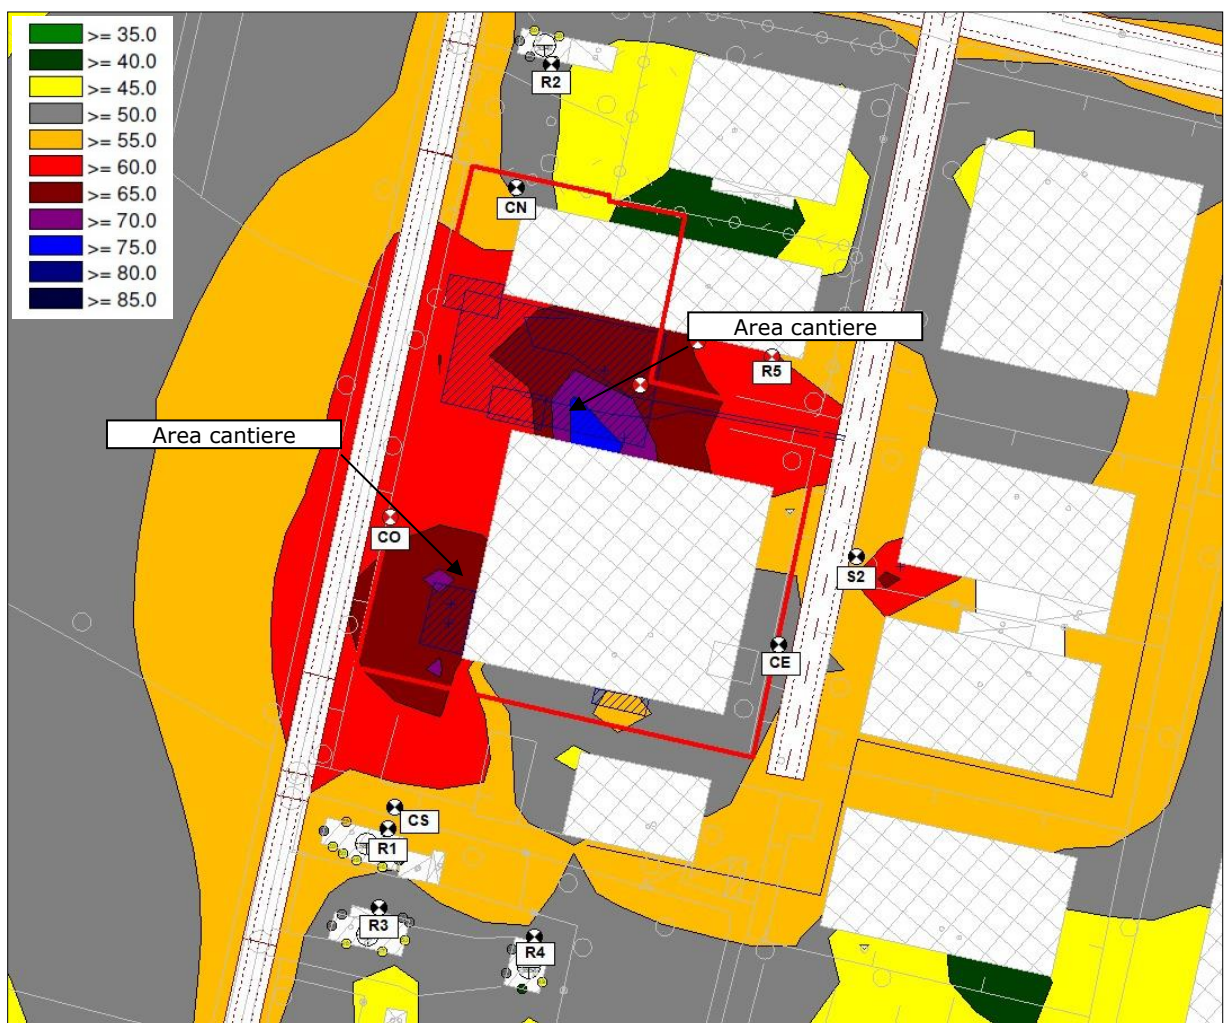 >= 35.0
>= 40.0
>= 45.0
>= 50.0
>= 55.0
>= 60.0
>= 65.0
>= 70.0
>= 75.0
>= 80.0
>= 85.0
R2
CN
Area cantiere
R5
Area cantiere
CO
S2
CE
CS
R1
R3
R4